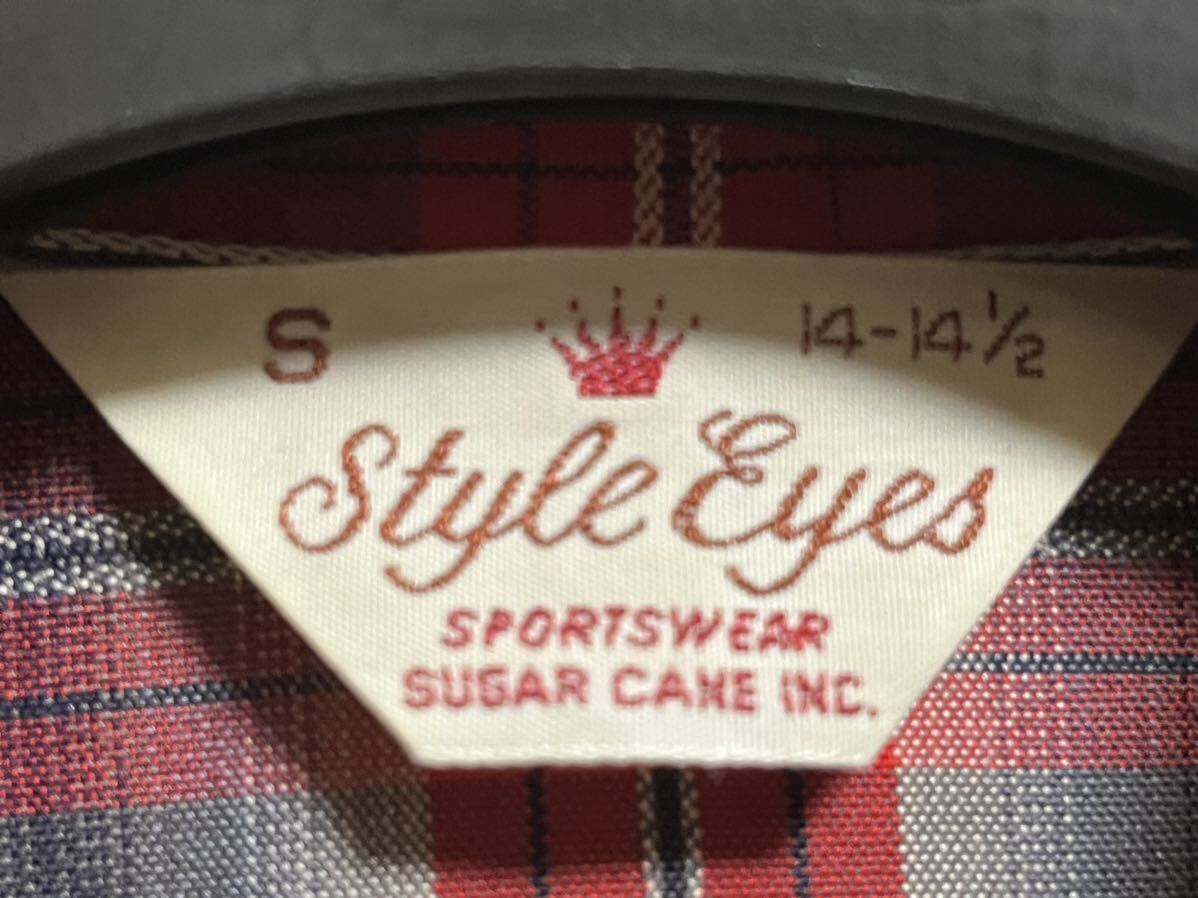 S 14-14½
Style Eyes
SPORTSWEAR
SUGAR CANE INC.